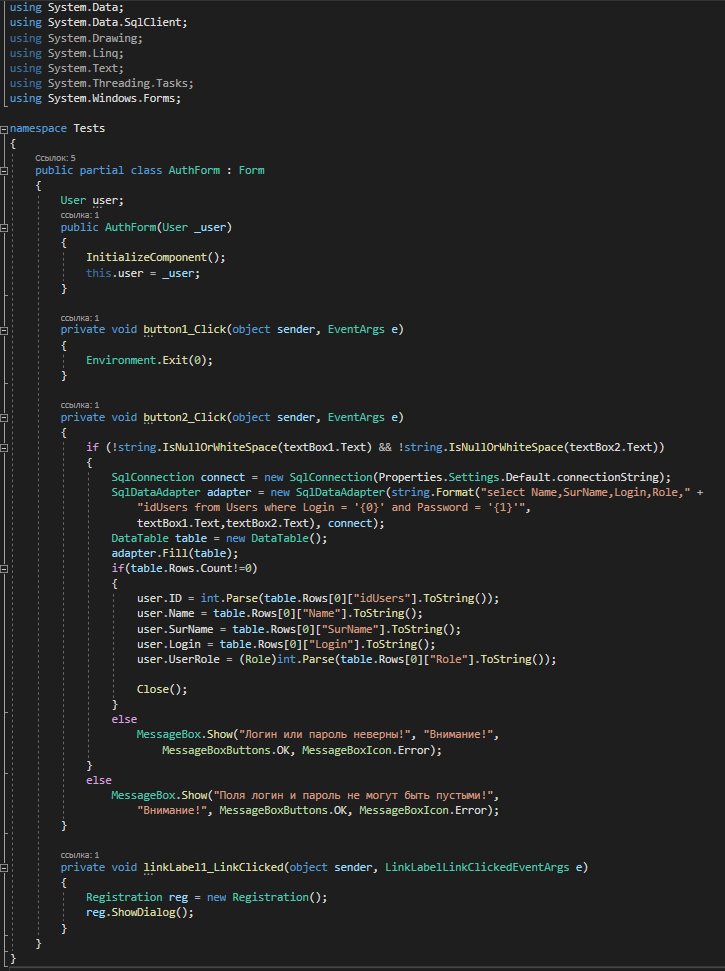 using System.Data;
using System.Data.SqlClient;
using System.Drawing;
using System.Linq;
using System.Text;
using System.Threading.Tasks;
using System.Windows.Forms;
namespace Tests
{
Ссылок: 5
public partial class AuthForm : Form
{
User user;
ссылка: 1
public AuthForm(User _user)
{
InitializeComponent();
this.user = _user;
}
ссылка: 1
private void button1_Click(object sender, EventArgs e)
{
Environment.Exit(0);
}
ссылка: 1
private void button2_Click(object sender, EventArgs e)
{
if (!string.IsNullOrWhiteSpace(textBox1.Text) && !string.IsNullOrWhiteSpace(textBox2.Text))
{
SqlConnection connect = new SqlConnection(Properties.Settings.Default.connectionString);
SqlDataAdapter adapter = new SqlDataAdapter(string.Format("select Name,SurName,Login,Role," +
"idUsers from Users where Login = '{0}' and Password = '{1}'",
textBox1.Text,textBox2.Text), connect);
DataTable table = new DataTable();
adapter.Fill(table);
if(table.Rows.Count!=0)
{
user.ID = int.Parse(table.Rows[0]["idUsers"].ToString());
user.Name = table.Rows[0]["Name"].ToString();
user.SurName = table.Rows[0]["SurName"].ToString();
user.Login = table.Rows[0]["Login"].ToString();
user.UserRole = (Role)int.Parse(table.Rows[0]["Role"].ToString());
Close();
}
else
MessageBox.Show("Логин или пароль неверны!", "Внимание!",
MessageBoxButtons.OK, MessageBoxIcon.Error);
}
else
MessageBox.Show("Поля логин и пароль не могут быть пустыми!",
"Внимание!", MessageBoxButtons.OK, MessageBoxIcon.Error);
}
ссылка: 1
private void linkLabel1_LinkClicked(object sender, LinkLabelLinkClickedEventArgs e)
{
Registration reg = new Registration();
reg.ShowDialog();
}
}
}